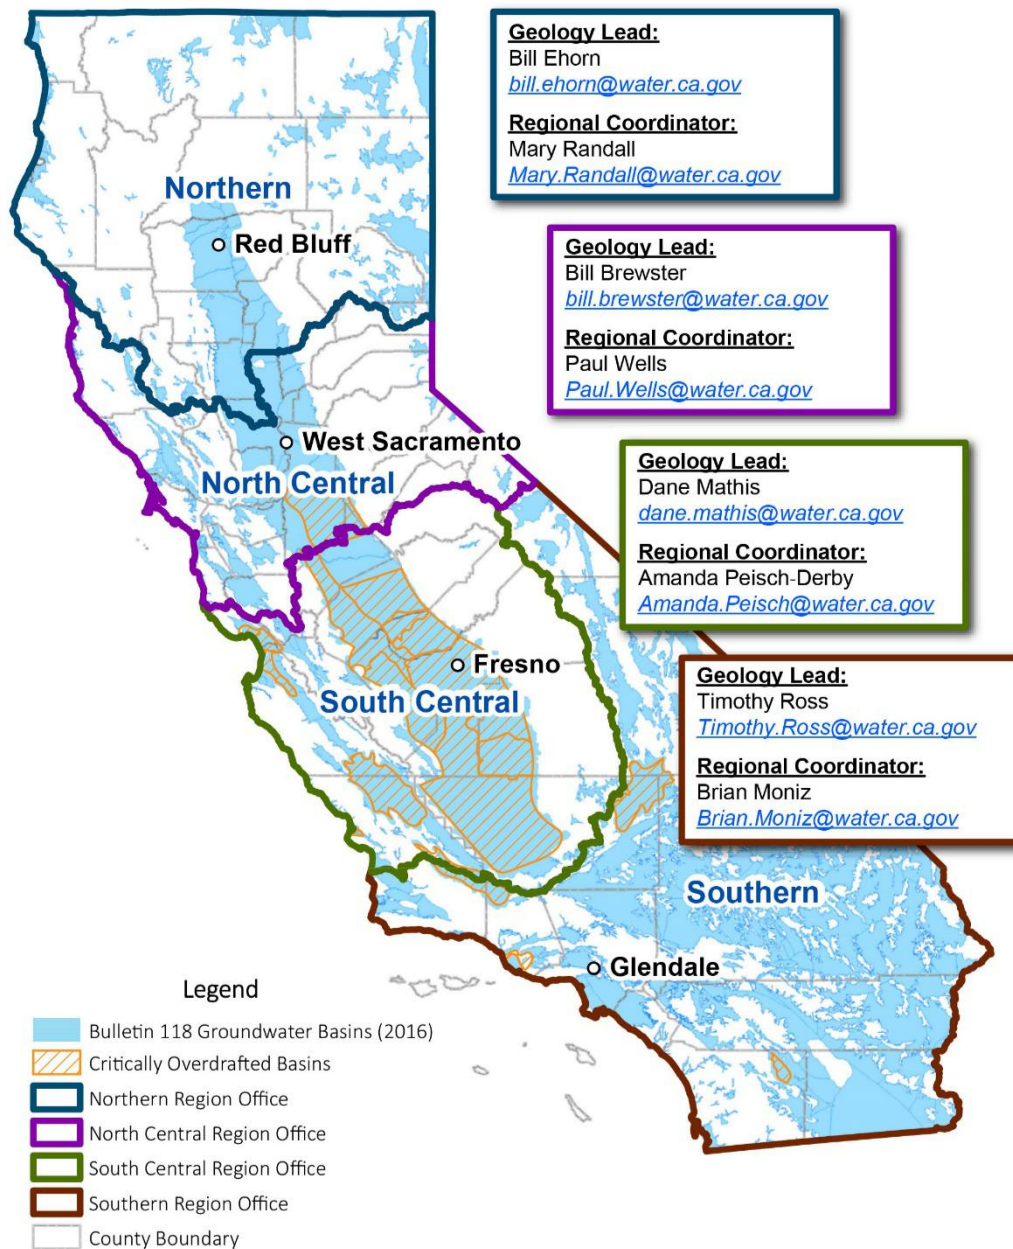 Geology Lead:
Bill Ehorn
bill.ehorn@water.ca.gov
Regional Coordinator:
Mary Randall
Mary.Randall@water.ca.gov
Northern
Red Bluff
Geology Lead:
Bill Brewster
bill.brewster@water.ca.gov
Regional Coordinator:
Paul Wells
Paul.Wells@water.ca.gov
West Sacramento
North Central
Geology Lead:
Dane Mathis
dane.mathis@water.ca.gov
Regional Coordinator:
Amanda Peisch-Derby
Amanda.Peisch@water.ca.gov
Fresno
South Central
Geology Lead:
Timothy Ross
Timothy.Ross@water.ca.gov
Regional Coordinator:
Brian Moniz
Brian.Moniz@water.ca.gov
Southern
Glendale
Legend
Bulletin 118 Groundwater Basins (2016)
Critically Overdrafted Basins
Northern Region Office
North Central Region Office
South Central Region Office
Southern Region Office
County Boundary